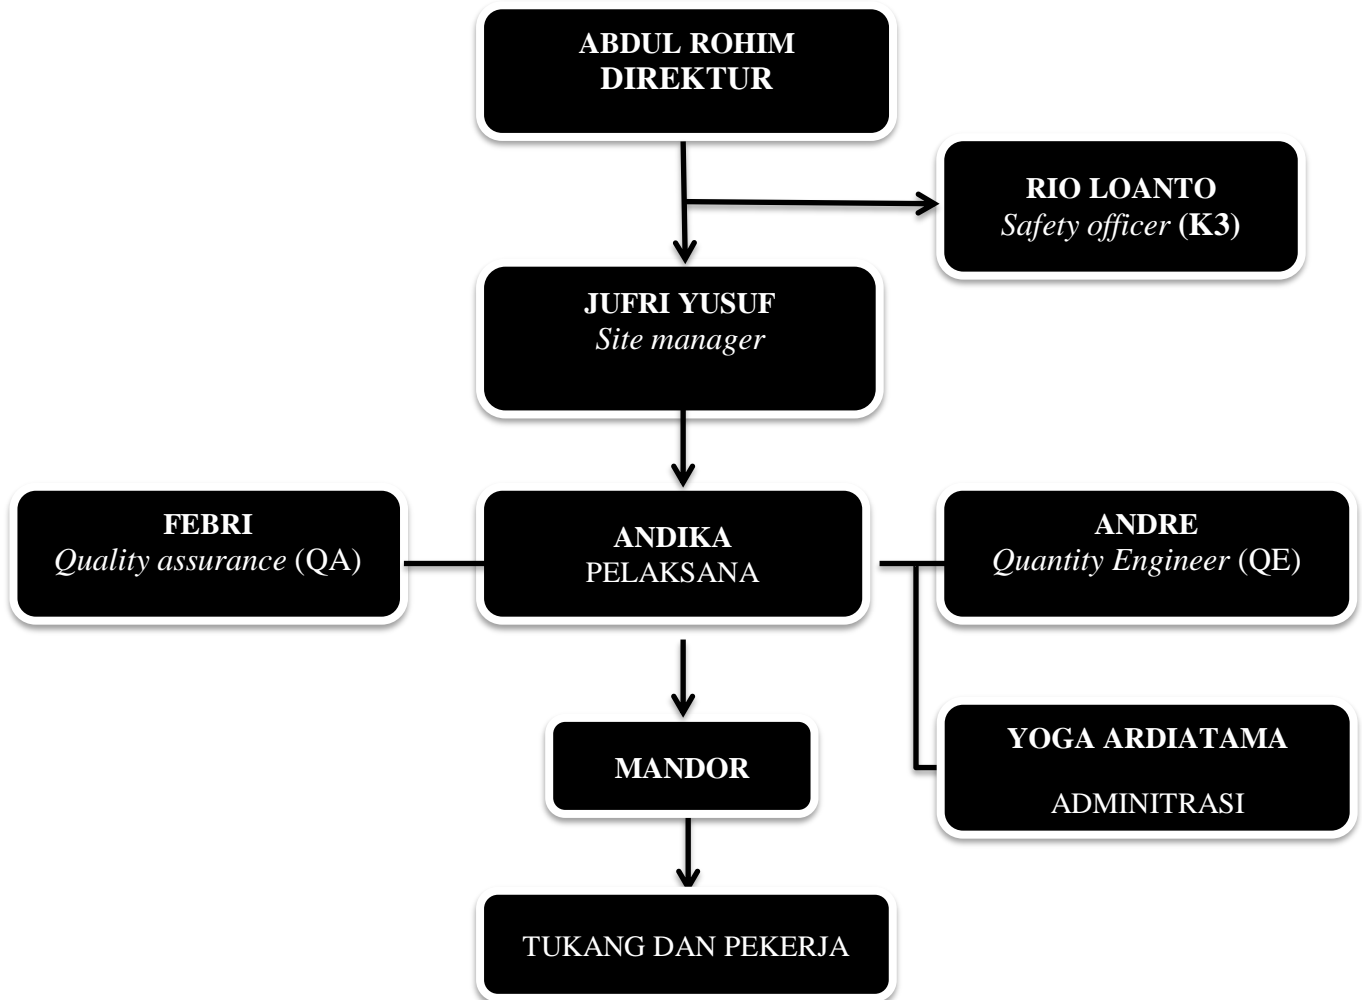 ABDUL ROHIM
DIREKTUR
RIO LOANTO
Safety officer (K3)
JUFRI YUSUF
Site manager
FEBRI
Quality assurance (QA)
ANDIKA
PELAKSANA
ANDRE
Quantity Engineer (QE)
MANDOR
YOGA ARDIATAMA
ADMINITRASI
TUKANG DAN PEKERJA